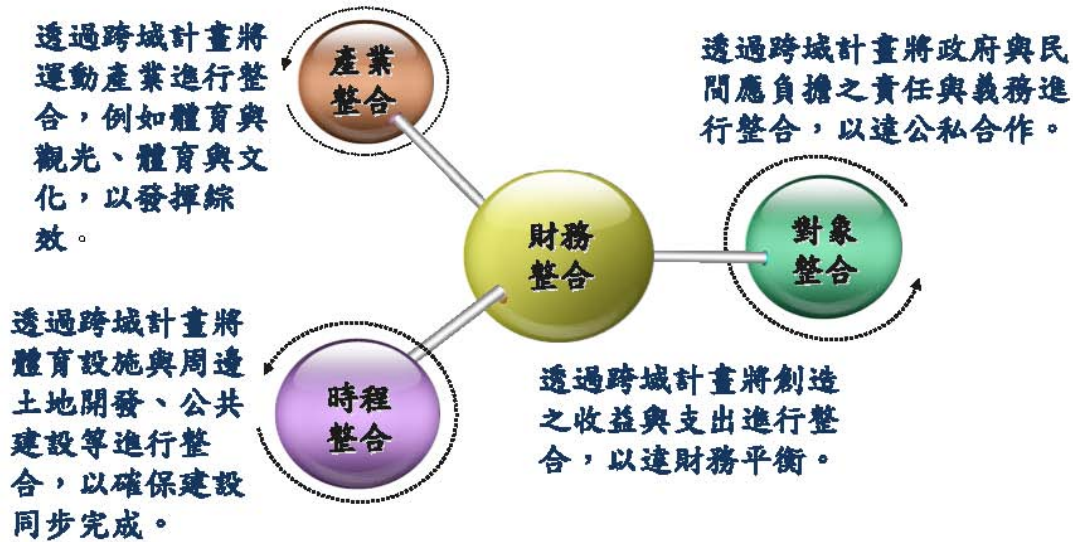 透過跨域計畫將
運動產業進行整
合，例如體育與
觀光、體育與文
化，以發揮綜
效。
產業
整合
透過跨域計畫將政府與民
間應負擔之責任與義務進
行整合，以達公私合作。
對象
整合
財務
整合
透過跨域計畫將
體育設施與周邊
土地開發、公共
建設等進行整
合，以確保建設
同步完成。
時程
整合
透過跨域計畫將創造
之收益與支出進行整
合，以達財務平衡。